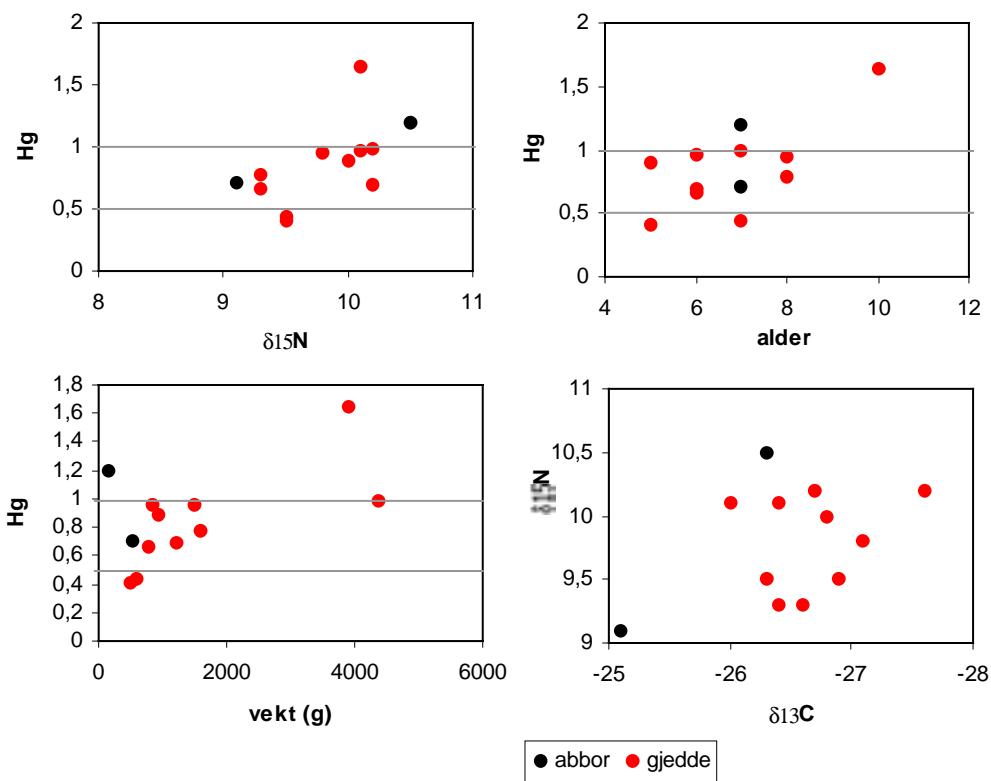 2
1,5
1
0,5
0
Hg
8 9 10 11
δ15N
2
1,5
1
0,5
0
Hg
4 6 8 10 12
alder
1,8
1,6
1,4
1,2
1
0,8
0,6
0,4
0,2
0
Hg
0 2000 4000 6000
vekt (g)
11
10,5
10
9,5
9
δ15N
-25 -26 -27 -28
δ13C
abbor gjedde